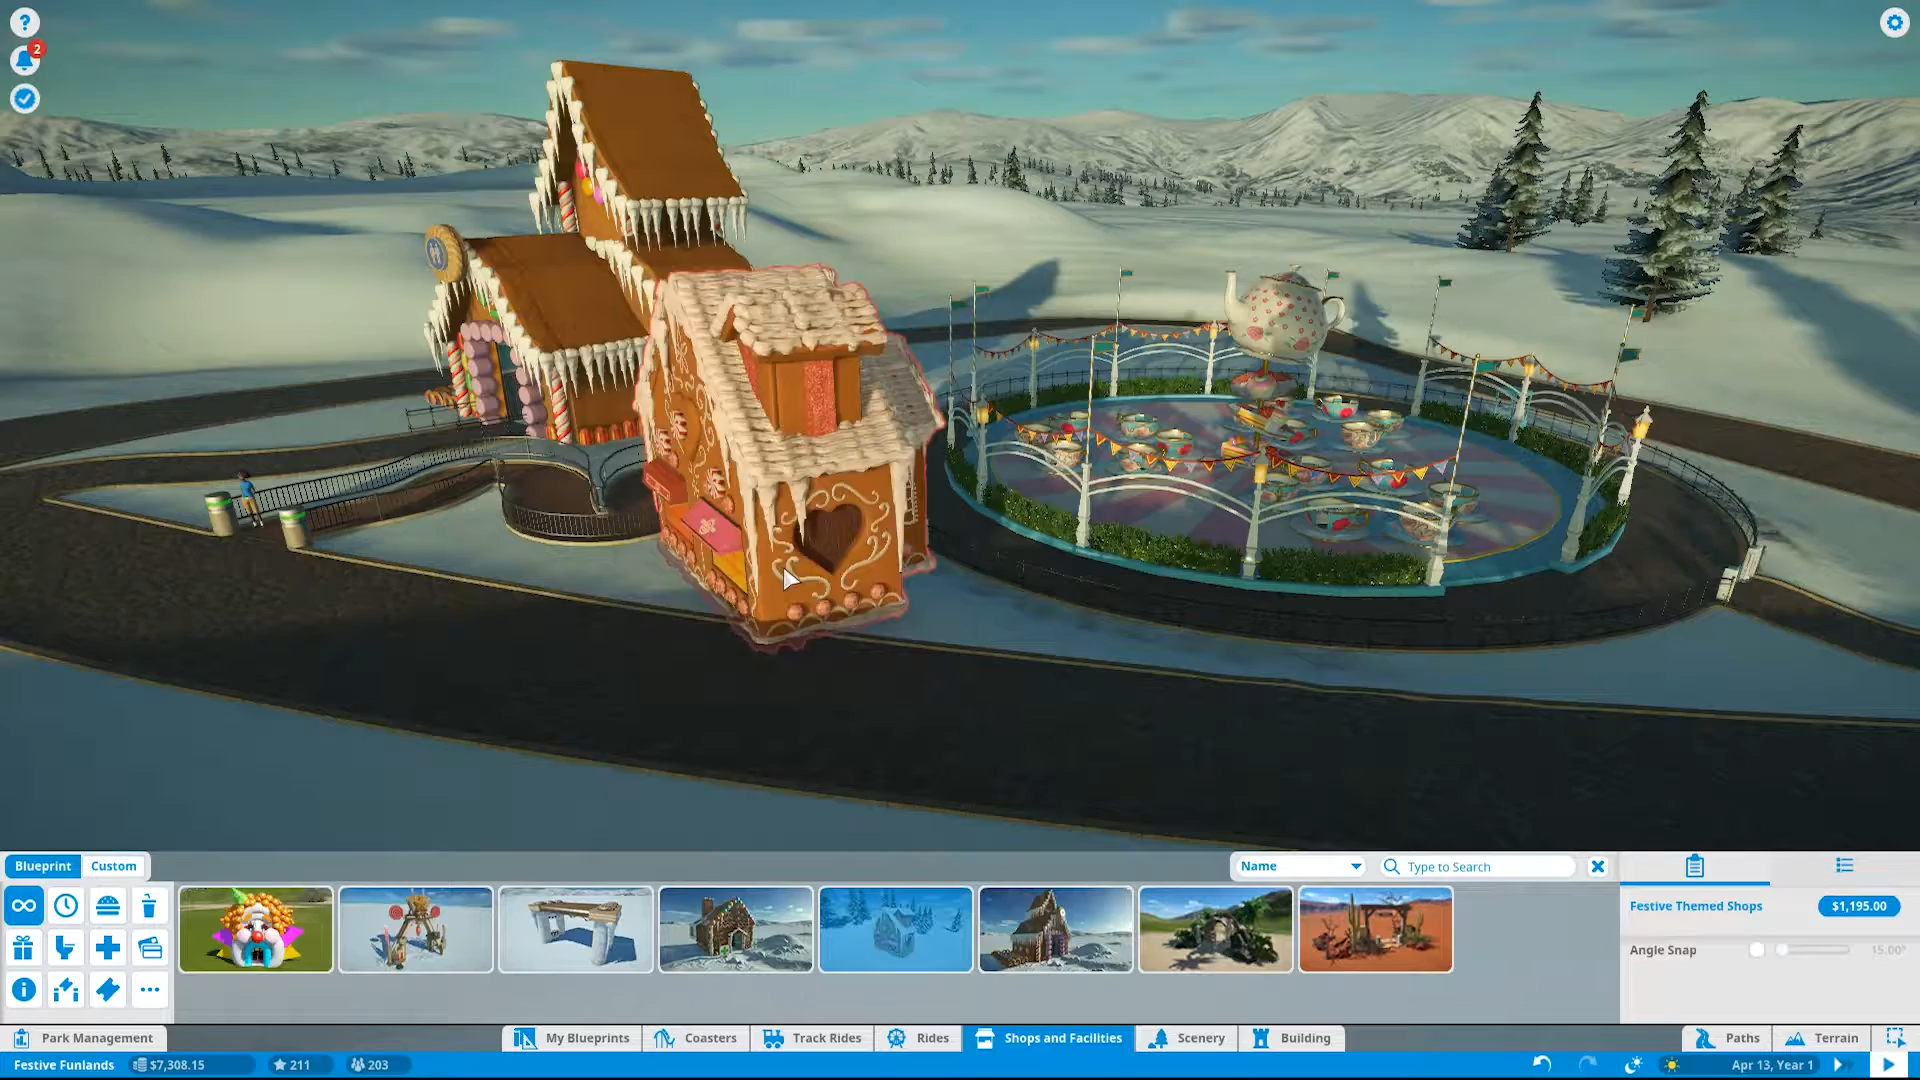 ?
2
Blueprint
Custom
Name
Type to Search
Festive Themed Shops
$1,195.00
Angle Snap
15.00°
Park Management
My Blueprints
Coasters
Track Rides
Rides
Shops and Facilities
Scenery
Building
Paths
Terrain
Festive Funlands
$7,308.15
211
203
Apr 13, Year 1